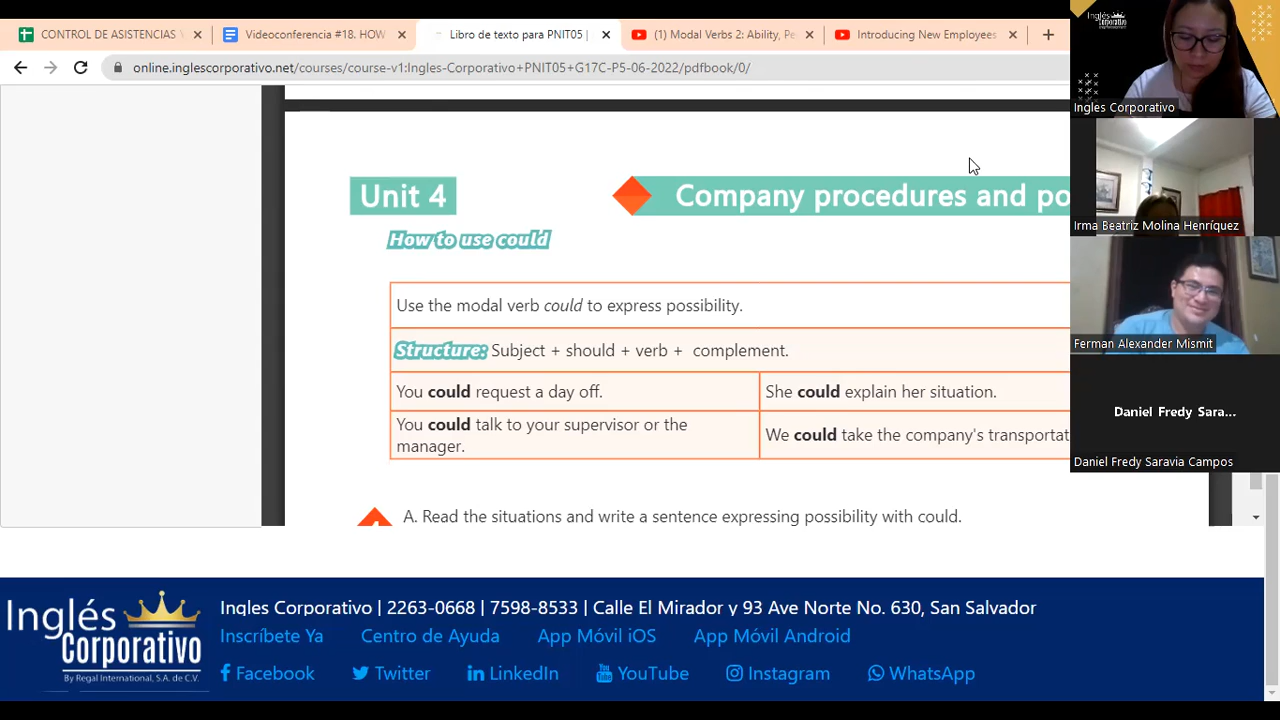 CONTROL DE ASISTENCIAS
Videoconferencia #18. HOW
Libro de texto para PNIT05 |
(1) Modal Verbs 2: Ability, Pe
Introducing New Employees
online.inglescorporativo.net/courses/course-v1:Ingles-Corporativo+PNIT05+G17C-P5-06-2022/pdfbook/0/
Inglés
Corporativo
Ingles Corporativo
Irma Beatriz Molina Henríquez
Ferman Alexander Mismit
Daniel Fredy Sara...
Daniel Fredy Saravia Campos
Unit 4
Company procedures and po
How to use could
Use the modal verb could to express possibility.
Structure: Subject + should + verb + complement.
You could request a day off.
She could explain her situation.
You could talk to your supervisor or the
manager.
We could take the company's transportat
A. Read the situations and write a sentence expressing possibility with could.
Inglés
Corporativo
By Regal International, S.A. de C.V.
Ingles Corporativo | 2263-0668 | 7598-8533 | Calle El Mirador y 93 Ave Norte No. 630, San Salvador
Inscríbete Ya
Centro de Ayuda
App Móvil iOS
App Móvil Android
Facebook
Twitter
LinkedIn
YouTube
Instagram
WhatsApp